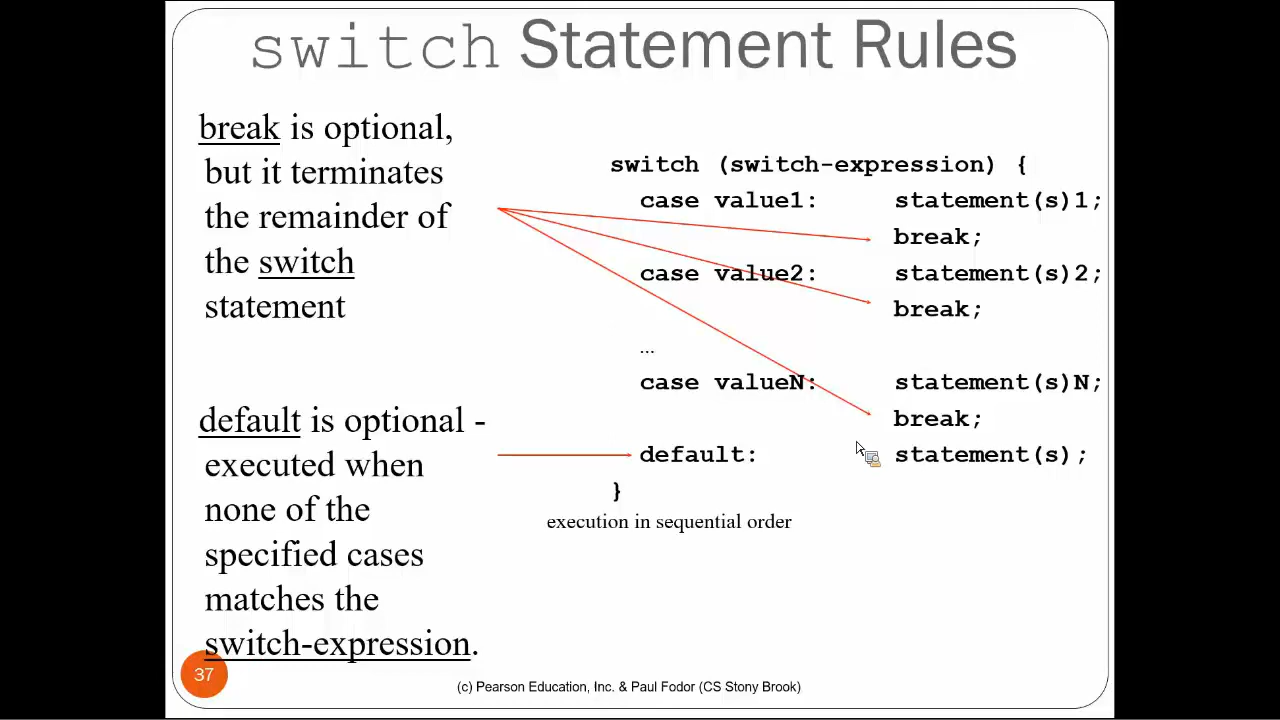 switch Statement Rules
break is optional,
but it terminates
the remainder of
the switch
statement
default is optional -
executed when
none of the
specified cases
matches the
switch-expression.
switch (switch-expression) {
case value1: statement(s)1;
break;
case value2: statement(s)2;
break;
...
case valueN: statement(s)N;
break;
default: statement(s);
}
execution in sequential order
37
(c) Pearson Education, Inc. & Paul Fodor (CS Stony Brook)